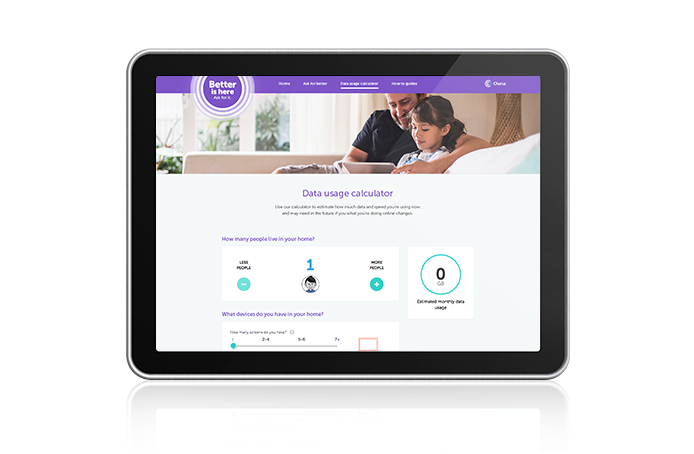 Better
is here
Ask for it.
Home
Ask for better
Data usage calculator
How to guides
Chorus
Data usage calculator
Use our calculator to estimate how much data and speed you're using now
and may need in the future if you what you're doing online changes.
How many people live in your home?
LESS
PEOPLE
1
MORE
PEOPLE
0
GB
Estimated monthly data
usage
What devices do you have in your home?
How many screens do you have?
1
2-4
5-6
7+